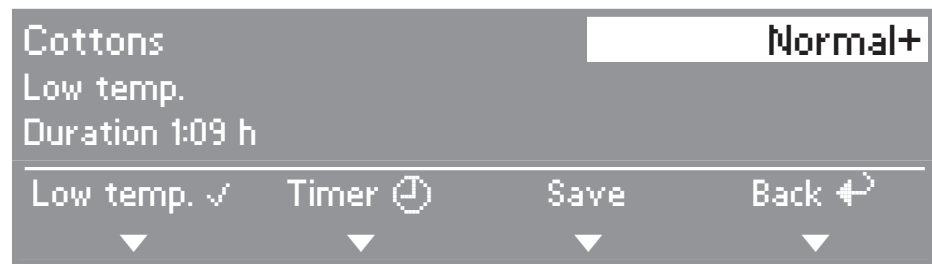 Cottons Normal+
Low temp.
Duration 1:09 h
Low temp. ✓ Timer Save Back